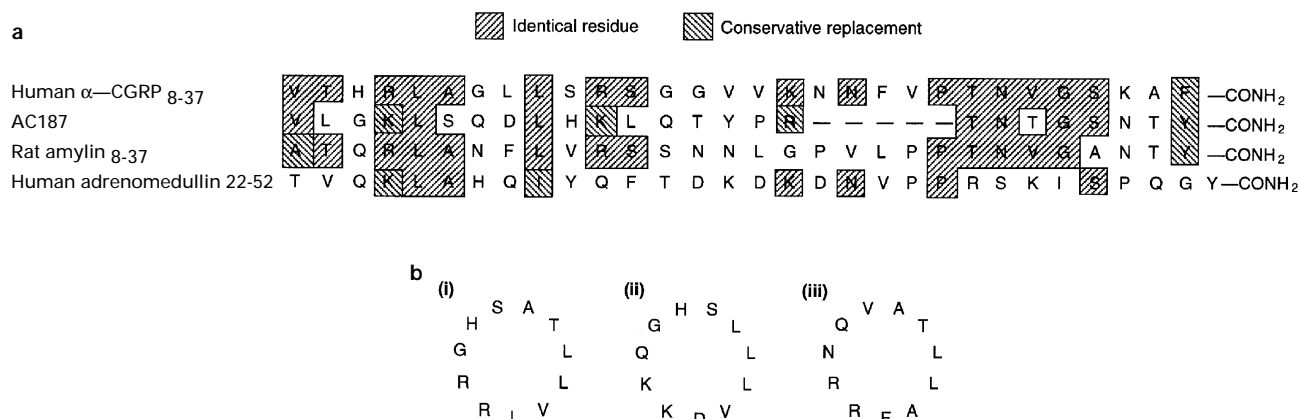 Identical residue Conservative replacement
a
Human α—CGRP 8-37 V T H R L A G L L S R S G G V V K N N F V P T N V G S K A F —CONH₂
AC187 V L G K L S Q D L H K L Q T Y P R — — — — — T N T G S N T Y —CONH₂
Rat amylin 8-37 A T Q R L A N F L V R S S N N L G P V L P P T N V G A N T Y —CONH₂
Human adrenomedullin 22-52 T V Q K L A H Q I Y Q F T D K D K D N V P P R S K I S P Q G Y—CONH₂
b
(i) (ii) (iii)
S A H S V A
H T G L Q T
G L Q L N L
R L K L R L
R V K D V R A